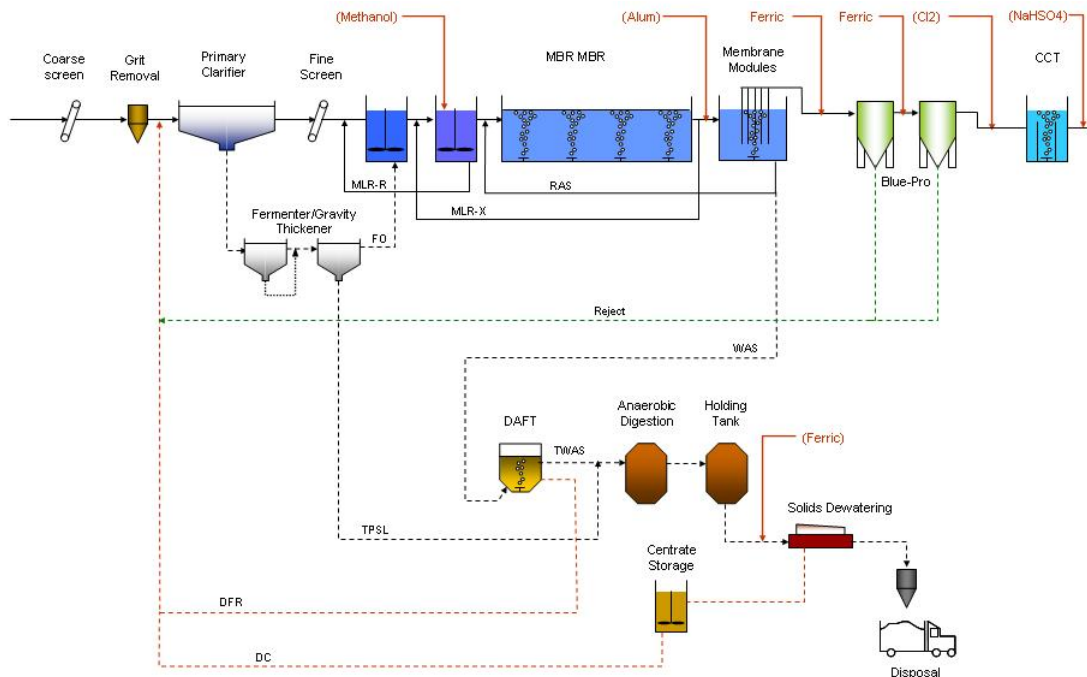 (Methanol)
(Alum)
Ferric
Ferric
(Cl2)
(NaHSO4)
Coarse
screen
Grit
Removal
Primary
Clarifier
Fine
Screen
MBR MBR
Membrane
Modules
CCT
Blue-Pro
MLR-R
RAS
MLR-X
Fermenter/Gravity
Thickener
FO
Reject
WAS
DAFT
TWAS
Anaerobic
Digestion
Holding
Tank
(Ferric)
Solids Dewatering
TPSL
Centrate
Storage
DFR
DC
Disposal